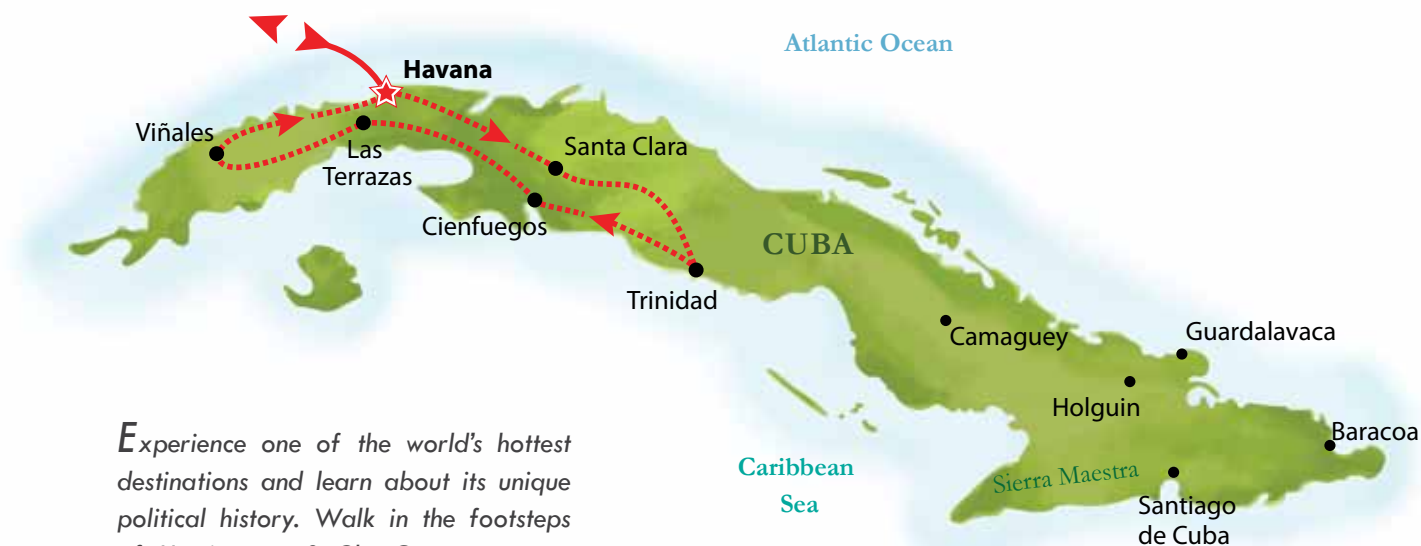 Atlantic Ocean
Havana
Viñales
Las
Terrazas
Santa Clara
Cienfuegos
CUBA
Trinidad
Camaguey
Guardalavaca
Holguin
Baracoa
Caribbean
Sea
Sierra Maestra
Santiago
de Cuba
Experience one of the world's hottest
destinations and learn about its unique
political history. Walk in the footsteps